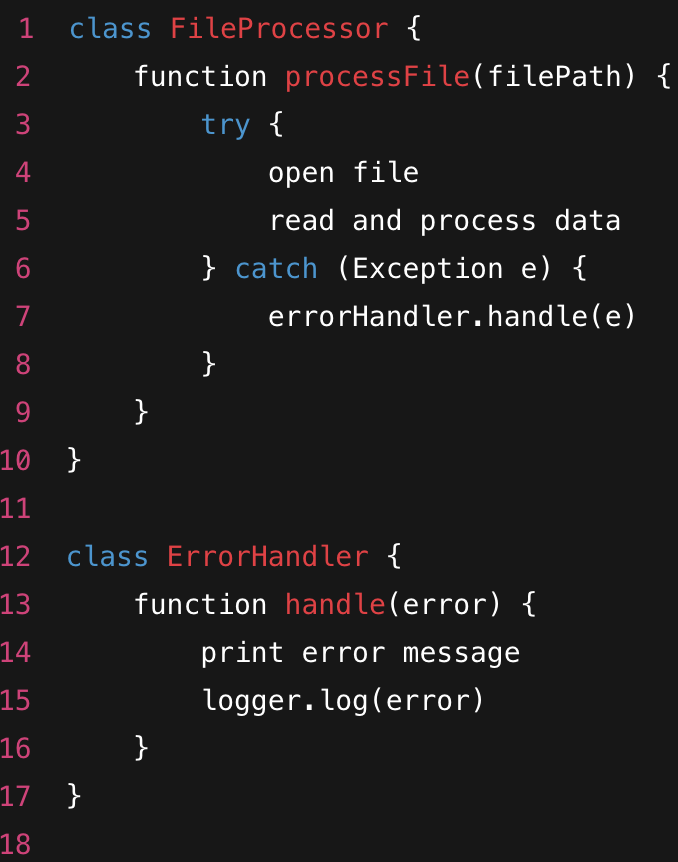 1 class FileProcessor {
2     function processFile(filePath) {
3         try {
4             open file
5             read and process data
6         } catch (Exception e) {
7             errorHandler.handle(e)
8         }
9     }
10 }
11
12 class ErrorHandler {
13     function handle(error) {
14         print error message
15         logger.log(error)
16     }
17 }
18